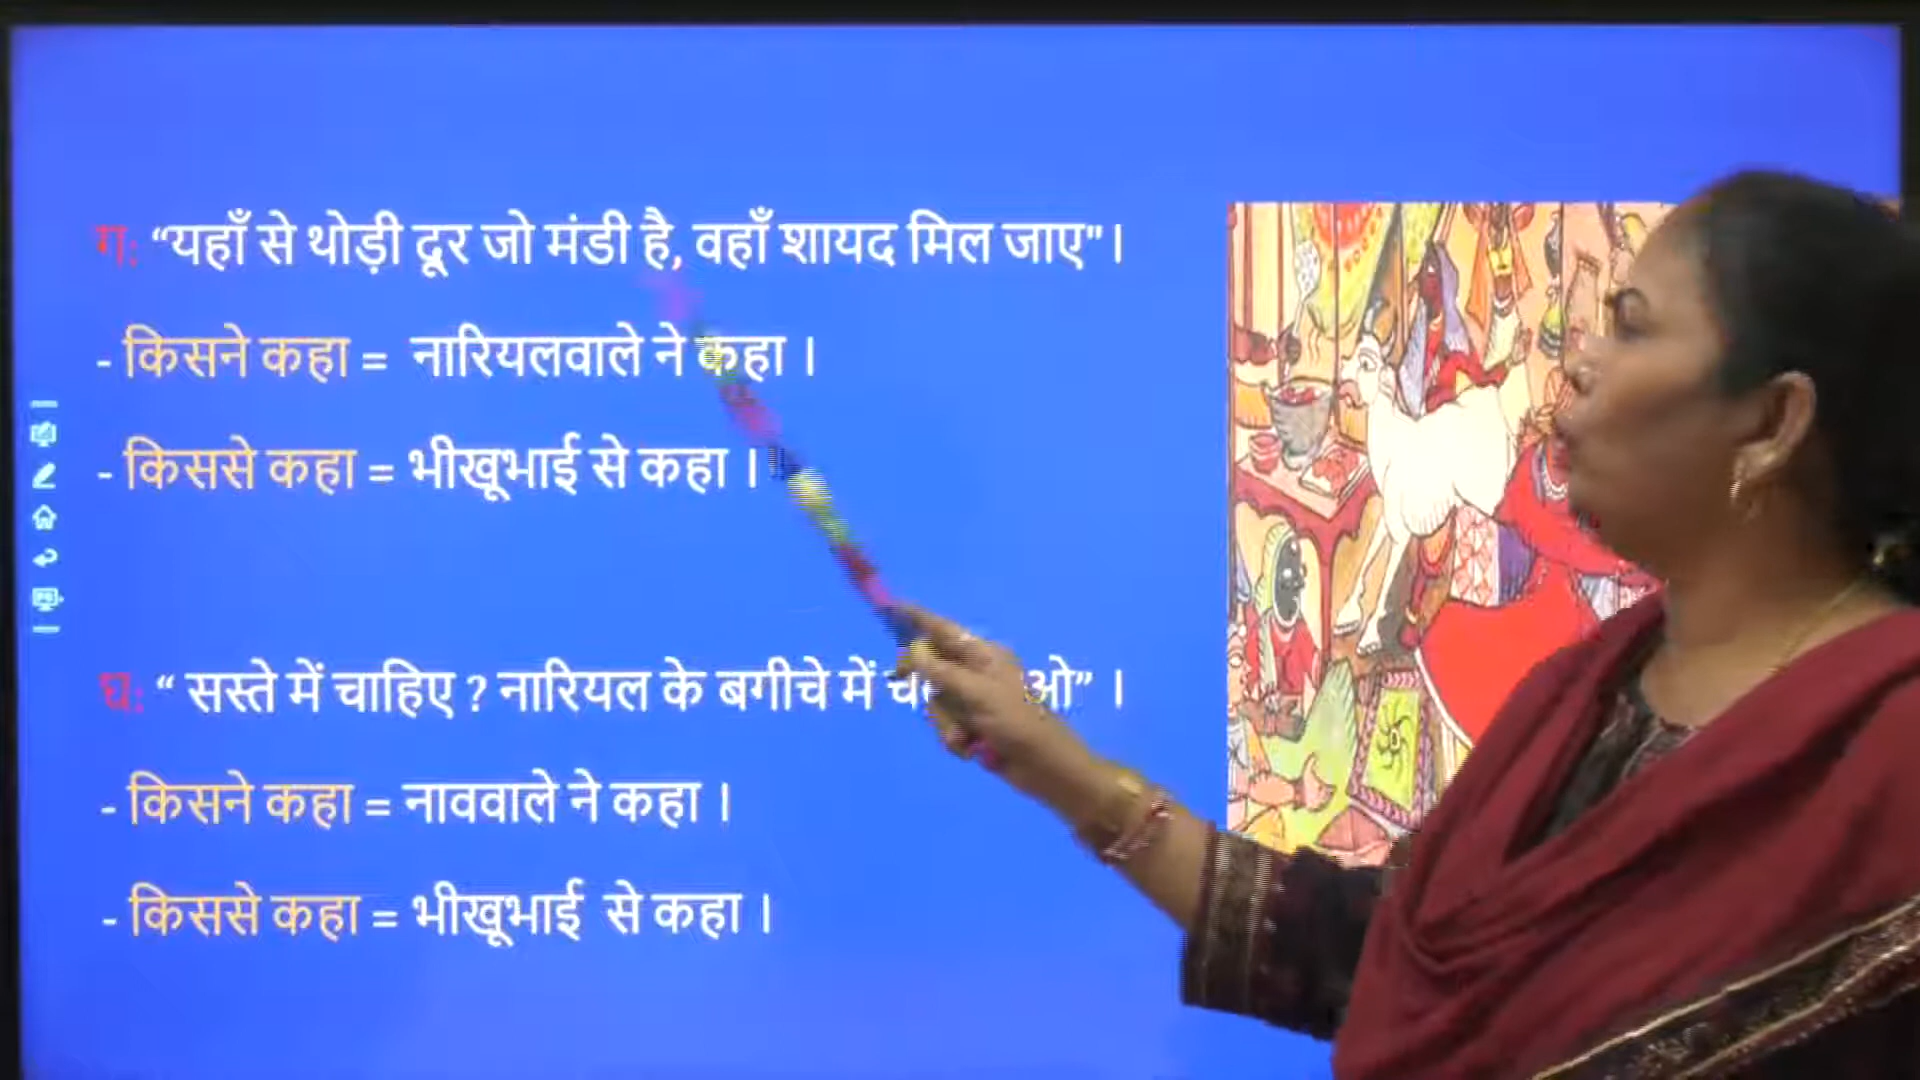 ग: “यहाँ से थोड़ी दूर जो मंडी है, वहाँ शायद मिल जाए”।
- किसने कहा = नारियलवाले ने कहा ।
- किससे कहा = भीखूभाई से कहा ।
घ: “ सस्ते में चाहिए ? नारियल के बगीचे में
- किसने कहा = नाववाले ने कहा ।
- किससे कहा = भीखूभाई से कहा ।